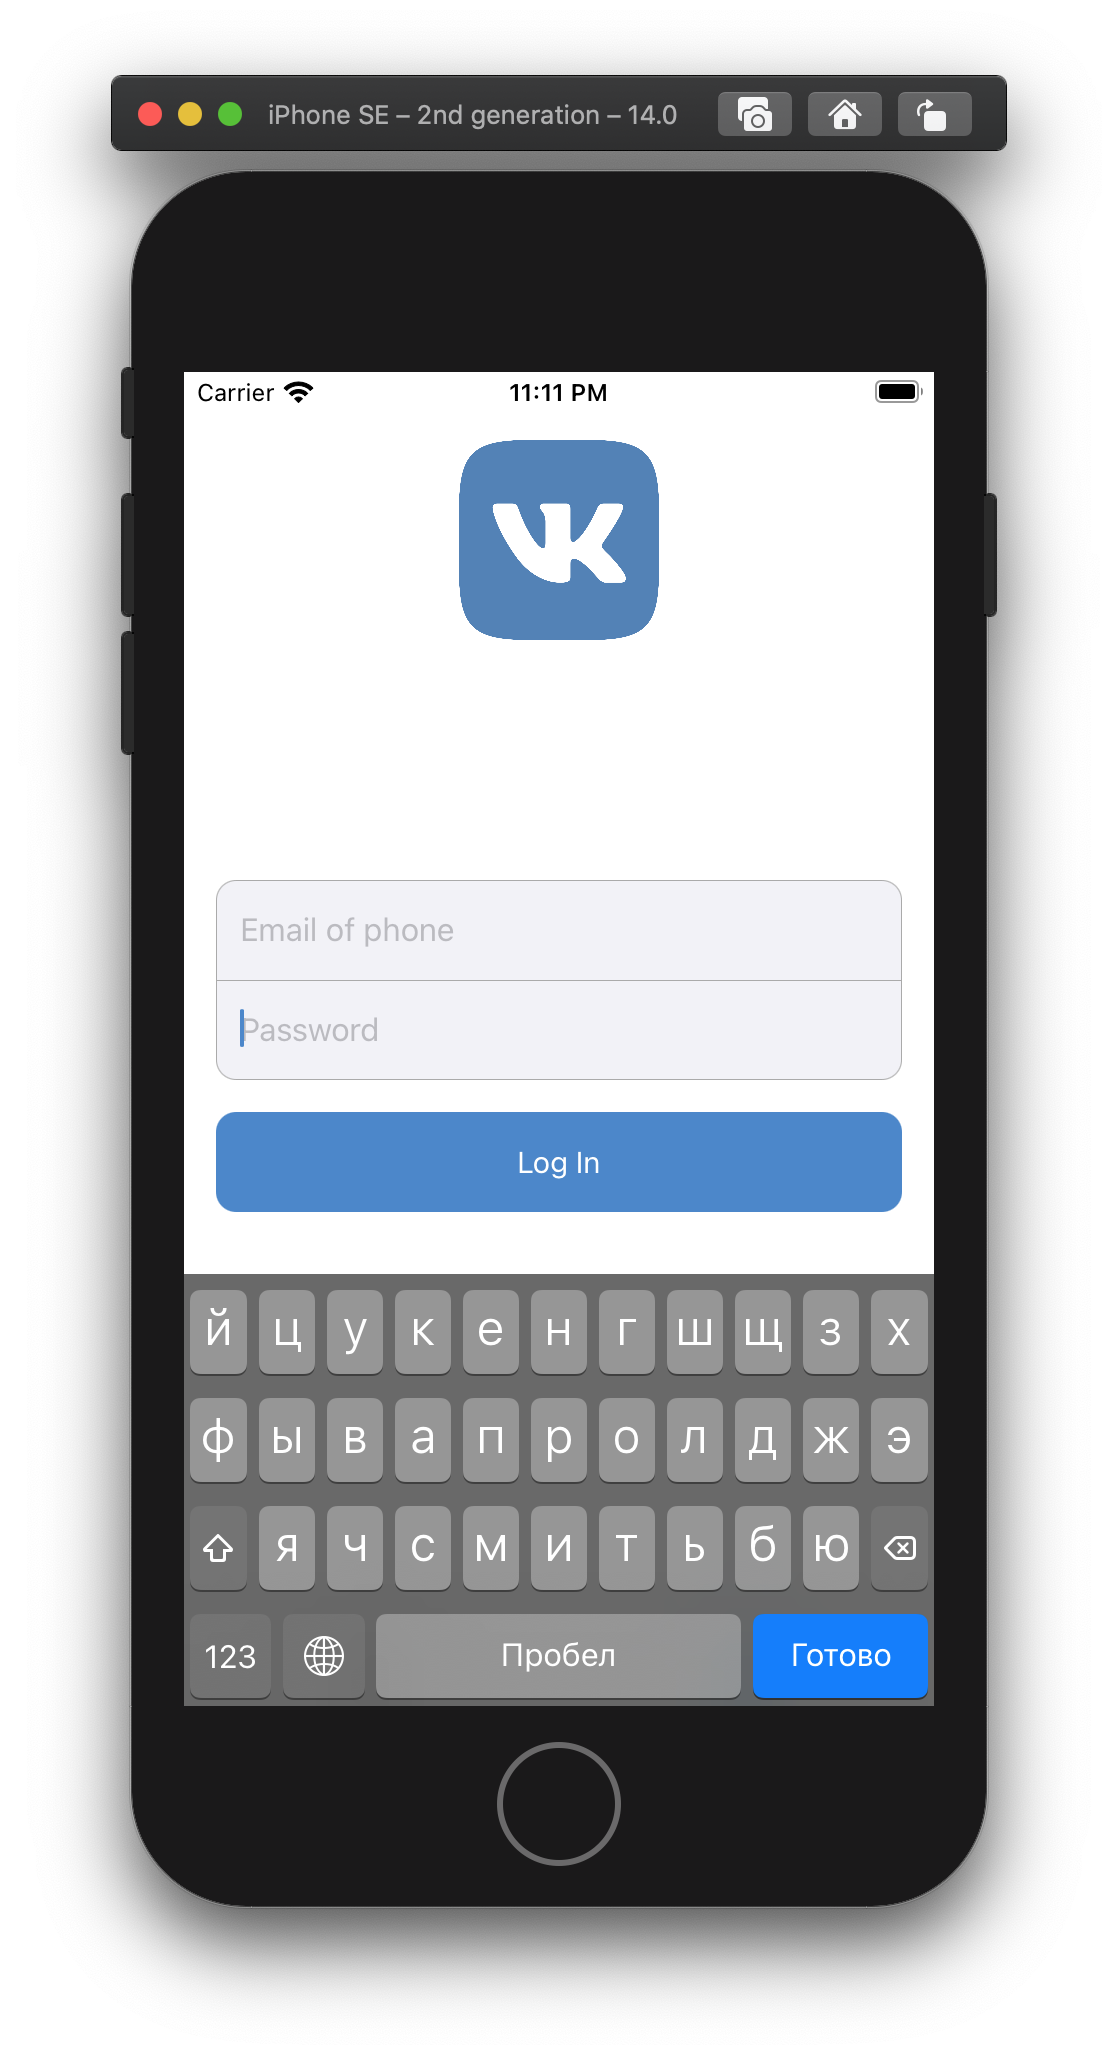 iPhone SE – 2nd generation – 14.0
Carrier 11:11 PM
VK
Email of phone
Password
Log In
й ц у к е н г ш щ з х
ф ы в а п р о л д ж э
я ч с м и т ь б ю
123 Пробел Готово